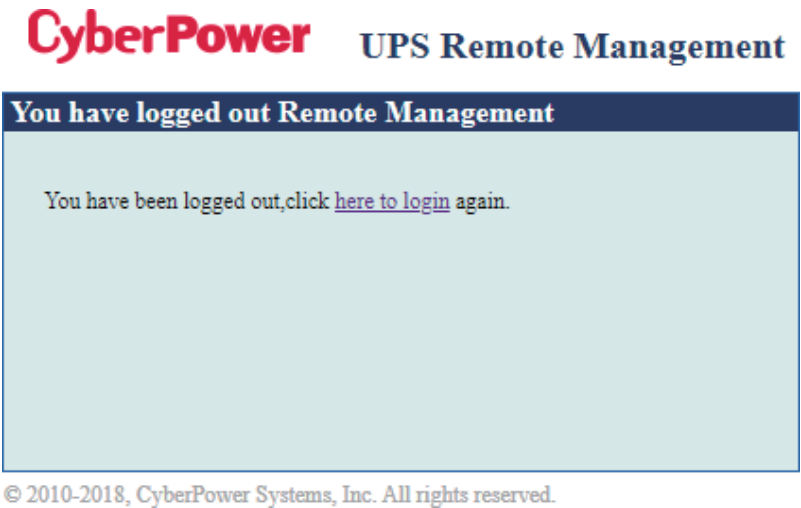 CyberPower UPS Remote Management
You have logged out Remote Management
You have been logged out,click here to login again.
© 2010-2018, CyberPower Systems, Inc. All rights reserved.